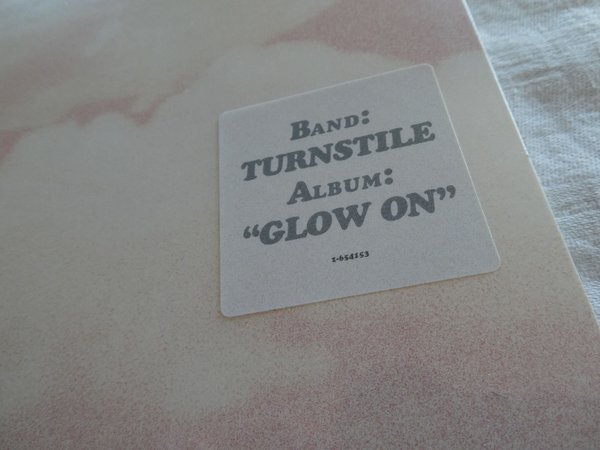 BAND:
TURNSTILE
ALBUM:
“GLOW ON”
1-654153